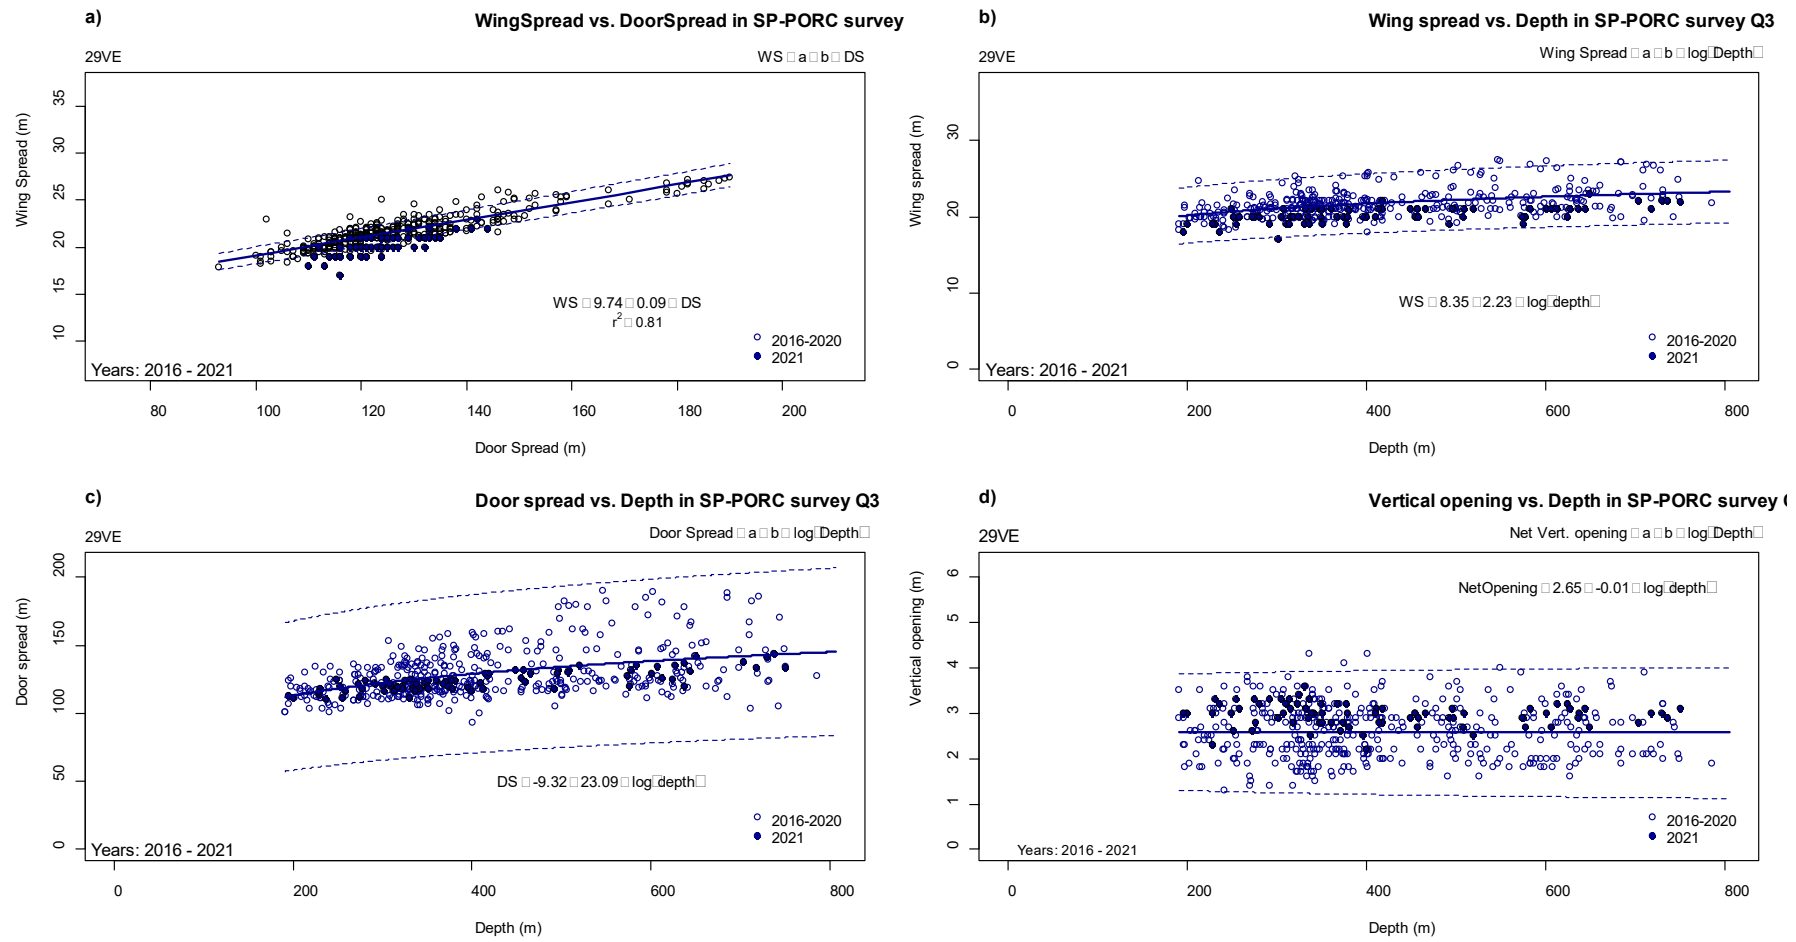 a)
WingSpread vs. DoorSpread in SP-PORC survey
29VE
WS □ a □ b □ DS
Wing Spread (m)
35
30
25
20
15
10
WS □ 9.74 □ 0.09 □ DS
r2 □ 0.81
2016-2020
2021
Years: 2016 - 2021
80 100 120 140 160 180 200
Door Spread (m)
b)
Wing spread vs. Depth in SP-PORC survey Q3
29VE
Wing Spread □ a □ b □ log□Depth□
Wing spread (m)
30
20
10
0
WS □ 8.35 □ 2.23 □ log□depth□
2016-2020
2021
Years: 2016 - 2021
0 200 400 600 800
Depth (m)
c)
Door spread vs. Depth in SP-PORC survey Q3
29VE
Door Spread □ a □ b □ log□Depth□
Door spread (m)
200
150
100
50
0
DS □ -9.32 □ 23.09 □ log□depth□
2016-2020
2021
Years: 2016 - 2021
0 200 400 600 800
Depth (m)
d)
Vertical opening vs. Depth in SP-PORC survey
29VE
Net Vert. opening □ a □ b □ log□Depth□
Vertical opening (m)
6
5
4
3
2
1
0
NetOpening □ 2.65 □ -0.01 □ log□depth□
2016-2020
2021
Years: 2016 - 2021
0 200 400 600 800
Depth (m)